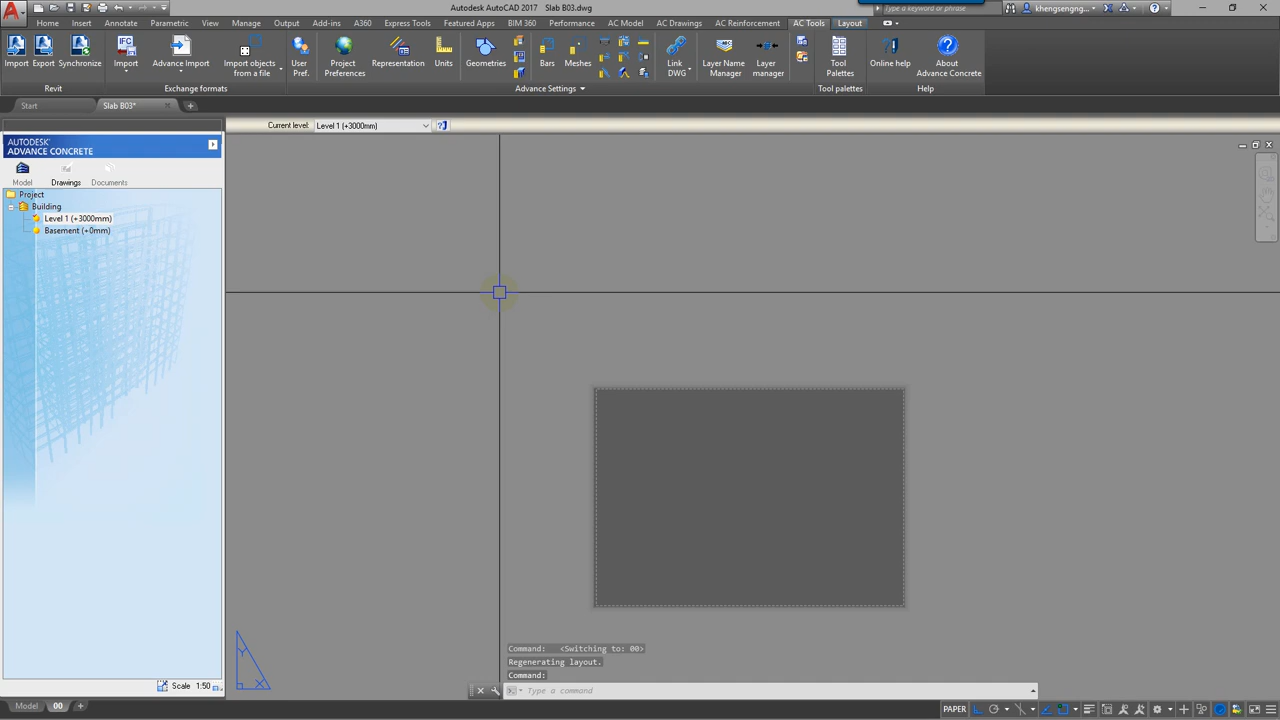 Autodesk AutoCAD 2017 Slab B03.dwg
Type a keyword or phrase
khengsengng...
Home Insert Annotate Parametric View Manage Output Add-ins A360 Express Tools Featured Apps BIM 360 Performance AC Model AC Drawings AC Reinforcement AC Tools Layout
Import Export Synchronize Import Advance Import Import objects from a file User Pref. Project Preferences Representation Units Geometries Bars Meshes Link DWG Layer Name Manager Layer manager Tool Palettes Online help About Advance Concrete
Revit Exchange formats Advance Settings Tool palettes Help
Start Slab B03*
Current level: Level 1 (+3000mm)
AUTODESK
ADVANCE CONCRETE
Model Drawings Documents
Project
Building
Level 1 (+3000mm)
Basement (+0mm)
Y
X
Command: <Switching to: 00>
Regenerating layout.
Command:
Scale 1:50
Type a command
Model 00
PAPER